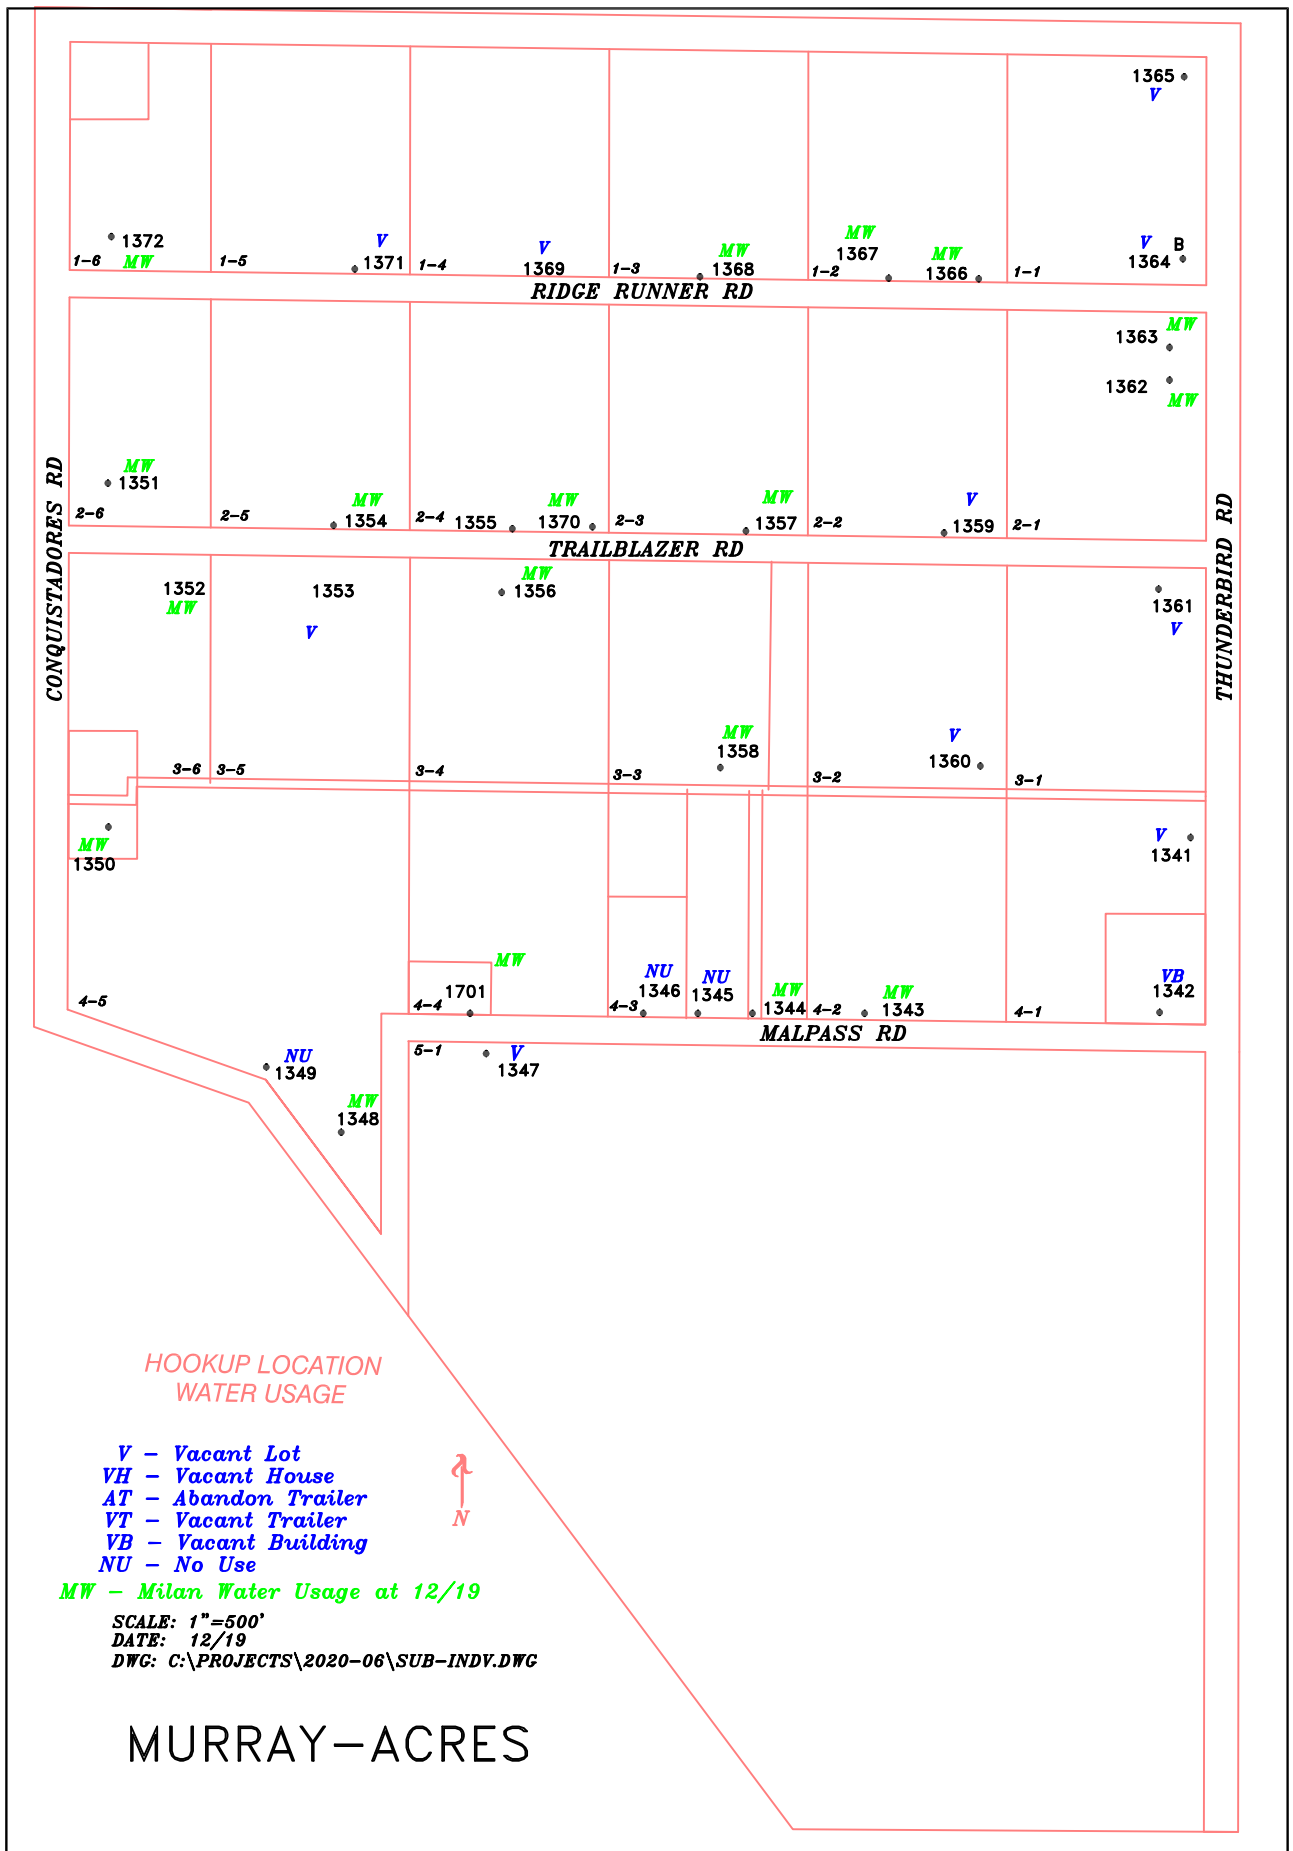 1365
V
1372
MW
1-6
1-5
V
1371
1-4
V
1369
1-3
MW
1368
MW
1367
1-2
MW
1366
1-1
V B
1364
RIDGE RUNNER RD
MW
1363
1362
MW
MW
1351
2-6
2-5
MW
1354
2-4
1355
MW
1370
2-3
MW
1357
2-2
V
1359
2-1
TRAILBLAZER RD
CONQUISTADORES RD
THUNDERBIRD RD
1352
MW
1353
V
MW
1356
1361
V
MW
1358
V
1360
3-6
3-5
3-4
3-3
3-2
3-1
MW
1350
V
1341
4-5
MW
1701
4-4
NU
1346
4-3
NU
1345
MW
1344
4-2
MW
1343
4-1
VB
1342
MALPASS RD
5-1
V
1347
NU
1349
MW
1348
HOOKUP LOCATION
WATER USAGE
V - Vacant Lot
VH - Vacant House
AT - Abandon Trailer
VT - Vacant Trailer
VB - Vacant Building
NU - No Use
MW - Milan Water Usage at 12/19
N
SCALE: 1"=500'
DATE: 12/19
DWG: C:\PROJECTS\2020-06\SUB-INDV.DWG
MURRAY-ACRES